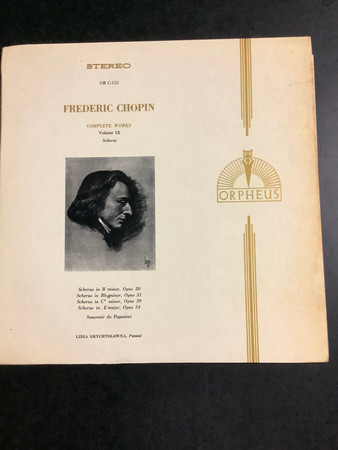 STEREO
OR C-155
FREDERIC CHOPIN
COMPLETE WORKS
Volume IX
Scherzi
ORPHEUS
Scherzo in B minor, Opus 20
Scherzo in Bb minor, Opus 31
Scherzo in C# minor, Opus 39
Scherzo in E major, Opus 54
Souvenir de Paganini
LIDIA GRYCHTOLOWNA, Pianist